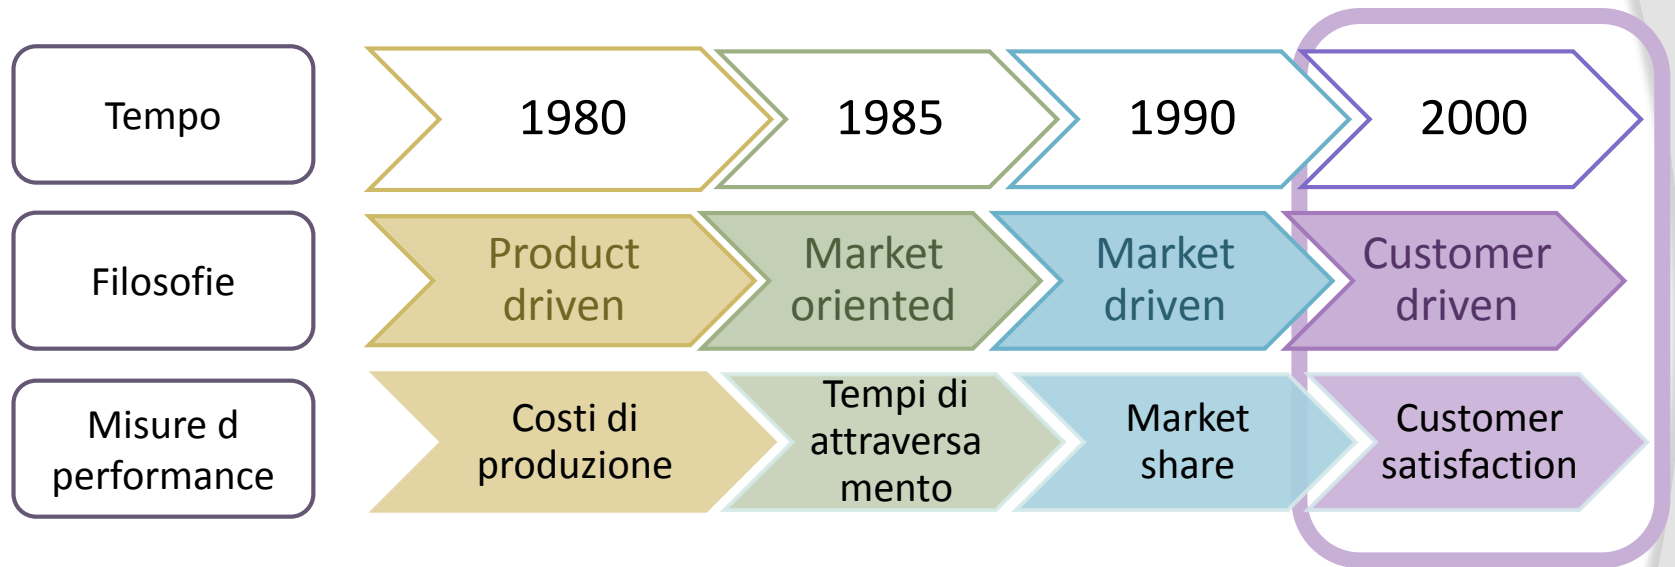 Tempo
1980
1985
1990
2000
Filosofie
Product
driven
Market
oriented
Market
driven
Customer
driven
Misure d
performance
Costi di
produzione
Tempi di
attraversa
mento
Market
share
Customer
satisfaction